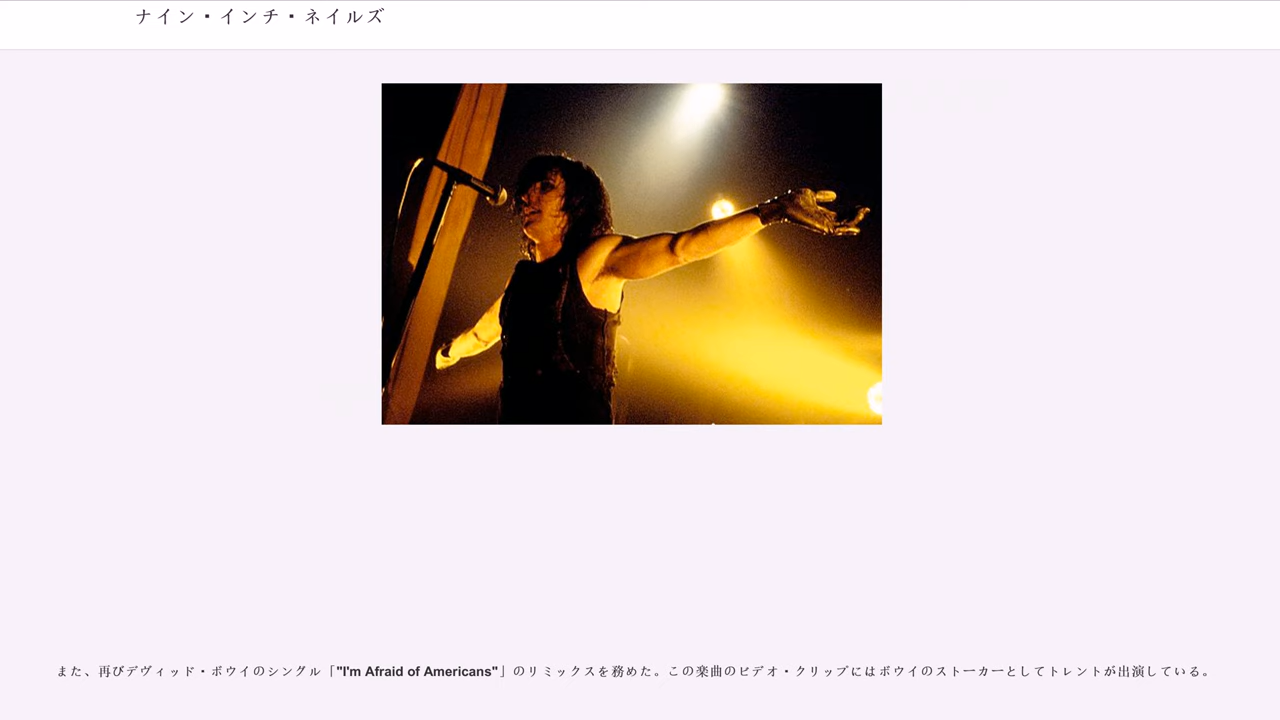 ナイン・インチ・ネイルズ
また、再びデヴィッド・ボウイのシングル「"I'm Afraid of Americans"」のリミックスを務めた。この楽曲のビデオ・クリップにはボウイのストーカーとしてトレントが出演している。